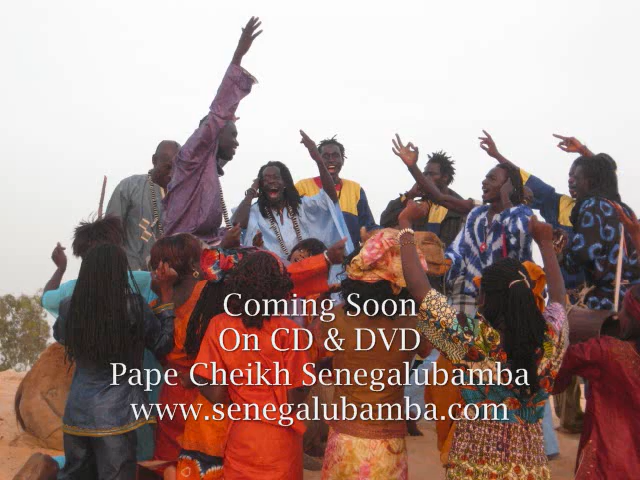 Coming Soon
On CD & DVD
Pape Cheikh Senegalubamba
www.senegalubamba.com